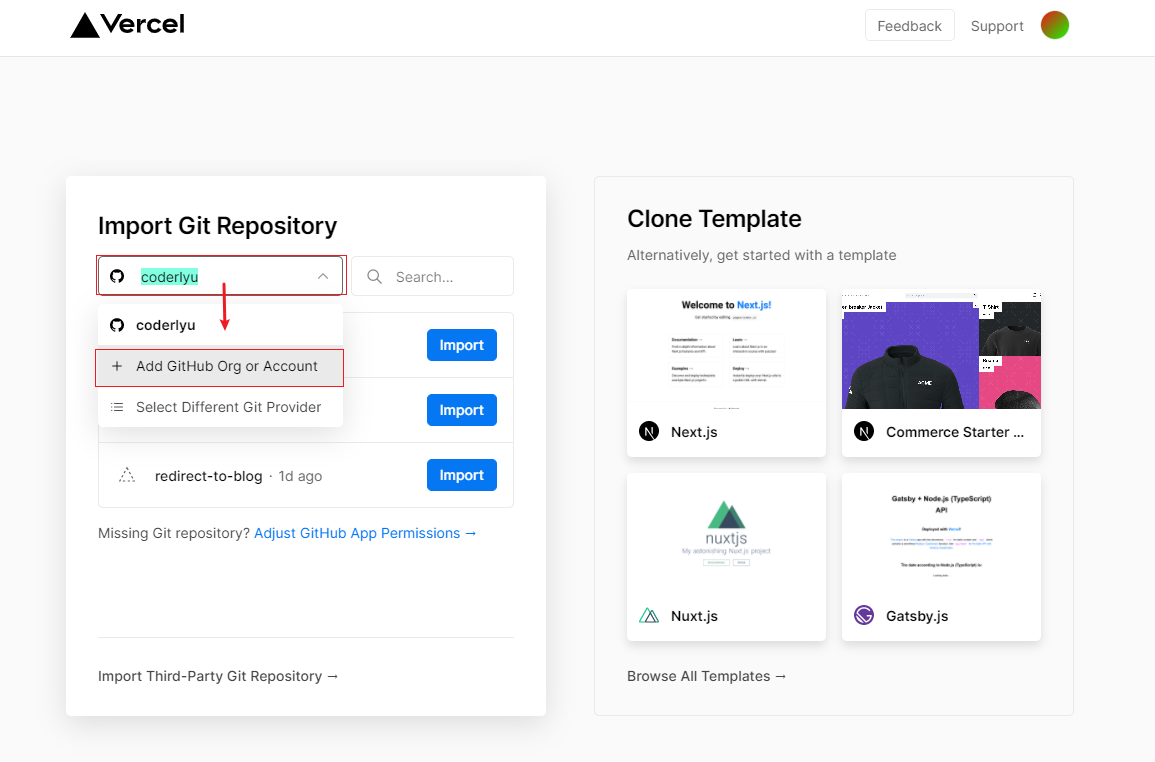 Vercel
Feedback
Support
Import Git Repository
coderlyu
Search...
coderlyu
Import
Add GitHub Org or Account
Select Different Git Provider
Import
redirect-to-blog · 1d ago
Import
Missing Git repository? Adjust GitHub App Permissions →
Import Third-Party Git Repository →
Clone Template
Alternatively, get started with a template
Welcome to Next.js!
Next.js
ACME
Commerce Starter ...
nuxtjs
My astonishing Nuxt.js project
Nuxt.js
Gatsby + Node.js (TypeScript)
API
Gatsby.js
Browse All Templates →